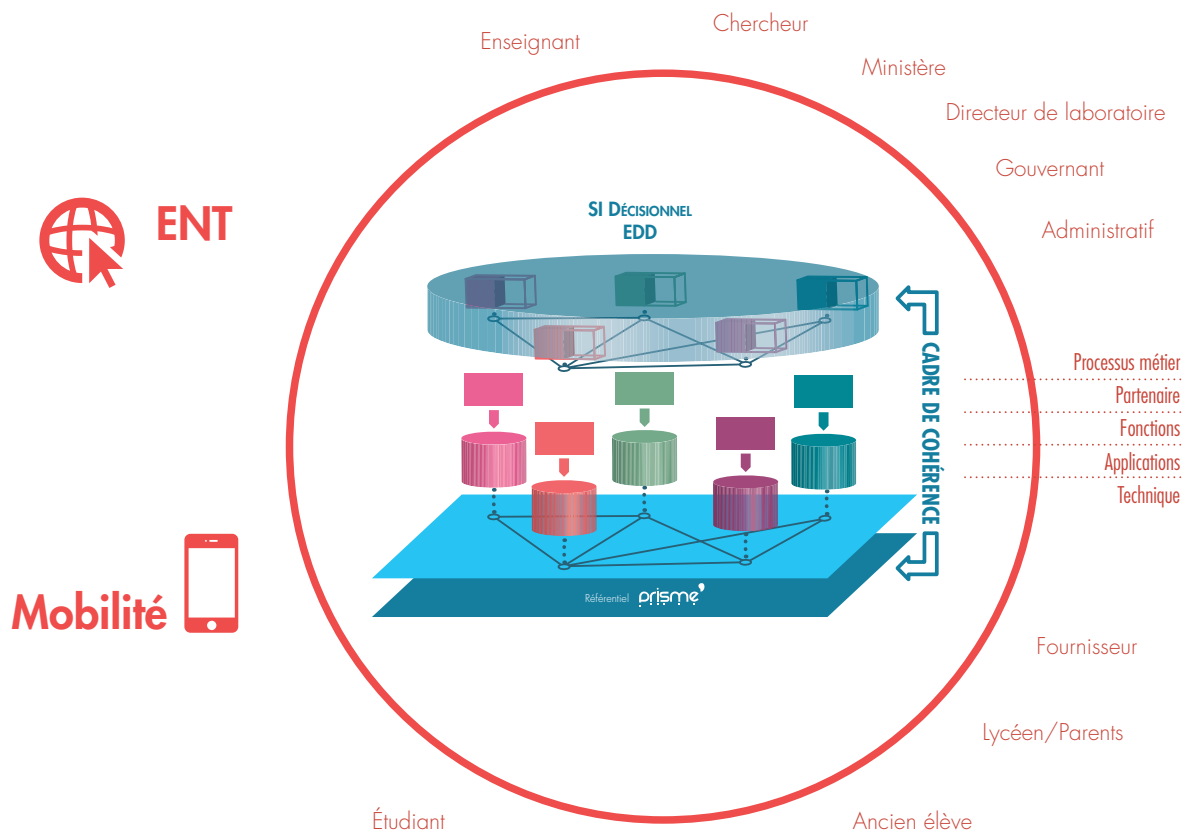 Chercheur
Enseignant
Ministère
Directeur de laboratoire
Gouvernant
Administratif
ENT
SI Décisionnel
EDD
CADRE DE COHÉRENCE
Processus métier
Partenaire
Fonctions
Applications
Technique
Mobilité
Référentiel prisme'
Fournisseur
Lycéen/Parents
Étudiant
Ancien élève